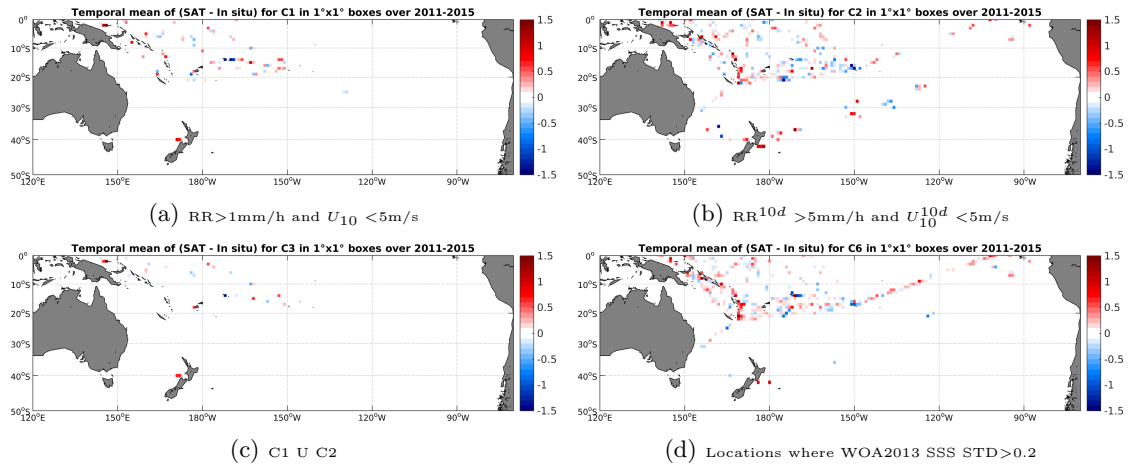 Temporal mean of (SAT - In situ) for C1 in 1°x1° boxes over 2011-2015
0°
10°S
20°S
30°S
40°S
50°S
120°E
150°E
180°W
150°W
120°W
90°W
1.5
1
0.5
0
-0.5
-1
-1.5
(a) RR>1mm/h and U10 <5m/s
Temporal mean of (SAT - In situ) for C2 in 1°x1° boxes over 2011-2015
0°
10°S
20°S
30°S
40°S
50°S
120°E
150°E
180°W
150°W
120°W
90°W
1.5
1
0.5
0
-0.5
-1
-1.5
(b) RR^10d >5mm/h and U10^10d <5m/s
Temporal mean of (SAT - In situ) for C3 in 1°x1° boxes over 2011-2015
0°
10°S
20°S
30°S
40°S
50°S
120°E
150°E
180°W
150°W
120°W
90°W
1.5
1
0.5
0
-0.5
-1
-1.5
(c) C1 U C2
Temporal mean of (SAT - In situ) for C6 in 1°x1° boxes over 2011-2015
0°
10°S
20°S
30°S
40°S
50°S
120°E
150°E
180°W
150°W
120°W
90°W
1.5
1
0.5
0
-0.5
-1
-1.5
(d) Locations where WOA2013 SSS STD>0.2